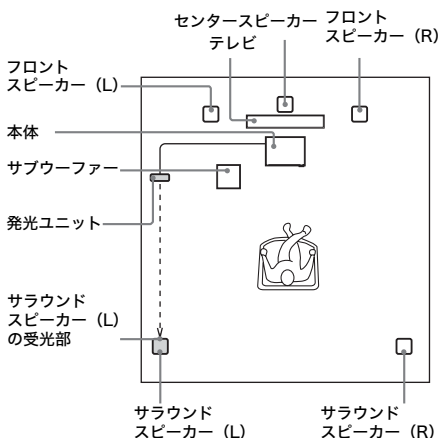 センタースピーカー
テレビ
フロント
スピーカー（R）
フロント
スピーカー（L）
本体
サブウーファー
発光ユニット
サラウンド
スピーカー（L）
の受光部
サラウンド
スピーカー（L）
サラウンド
スピーカー（R）